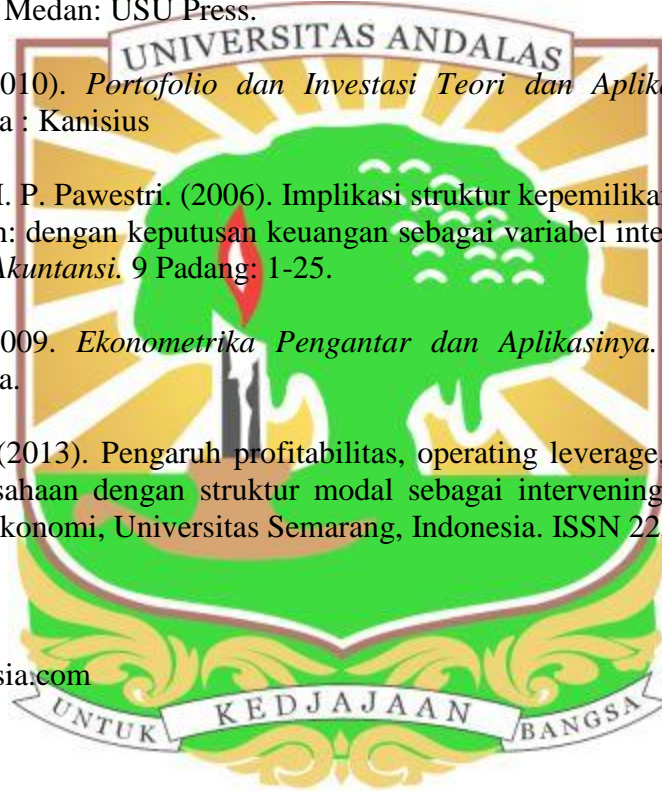 Medan: USU Press.
UNIVERSITAS ANDALAS
010). Portofolio dan Investasi Teori dan Aplika
a : Kanisius
I. P. Pawestri. (2006). Implikasi struktur kepemilikan
n: dengan keputusan keuangan sebagai variabel inte
Akuntansi. 9 Padang: 1-25.
009. Ekonometrika Pengantar dan Aplikasinya.
a.
(2013). Pengaruh profitabilitas, operating leverage,
sahaan dengan struktur modal sebagai intervening
konomi, Universitas Semarang, Indonesia. ISSN 22
sia.com
UNTUK KEDJAJAAN BANGSA